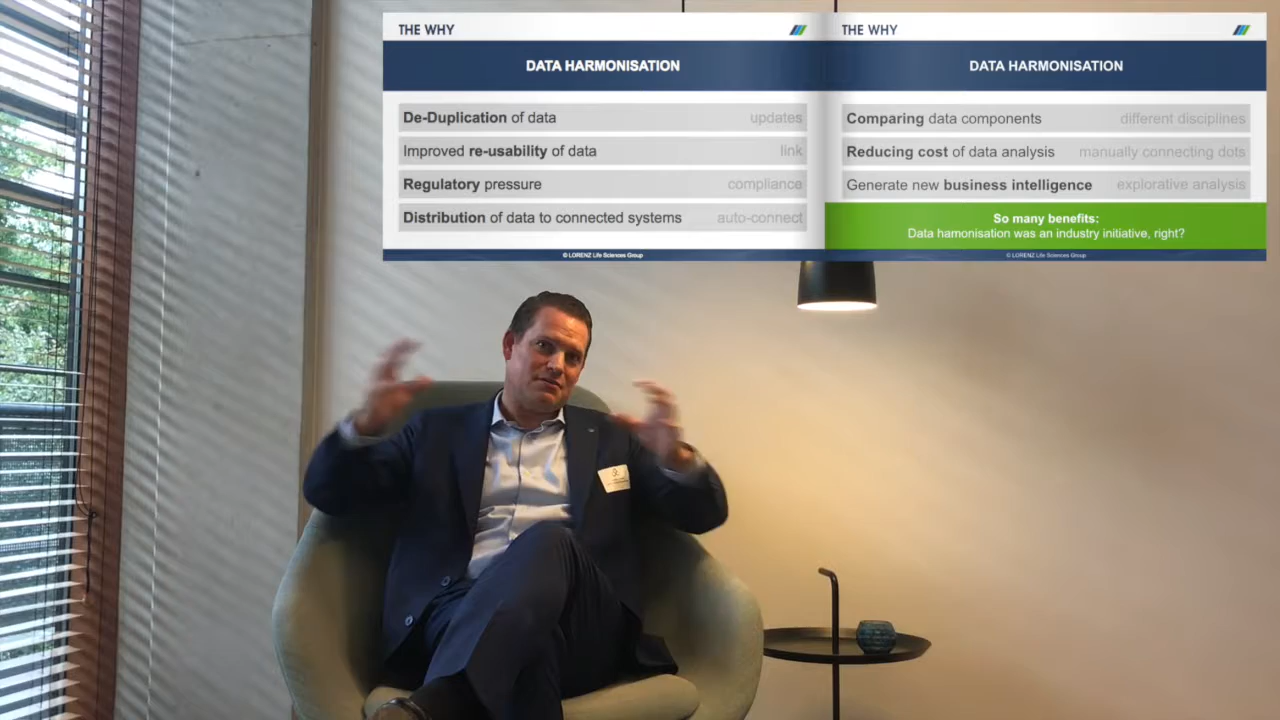 THE WHY
DATA HARMONISATION
De-Duplication of data updates
Improved re-usability of data link
Regulatory pressure compliance
Distribution of data to connected systems auto-connect
© LORENZ Life Sciences Group
THE WHY
DATA HARMONISATION
Comparing data components different disciplines
Reducing cost of data analysis manually connecting dots
Generate new business intelligence explorative analysis
So many benefits:
Data hamonisation was an industry initiative, right?
© LORENZ Life Sciences Group